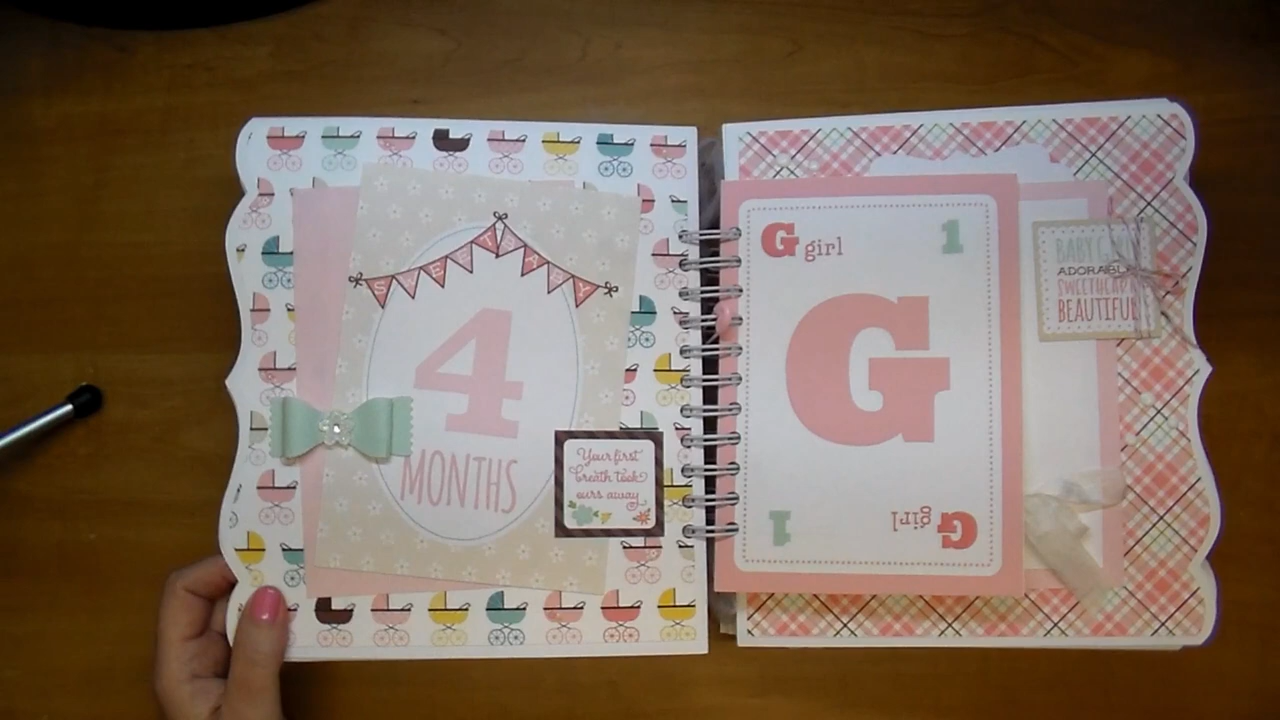 SWEET BABY
4
MONTHS
Your first
breath took
ours away
G girl 1
G
1 G girl
BABY GIRL
ADORABLE
SWEETHEART
BEAUTIFUL